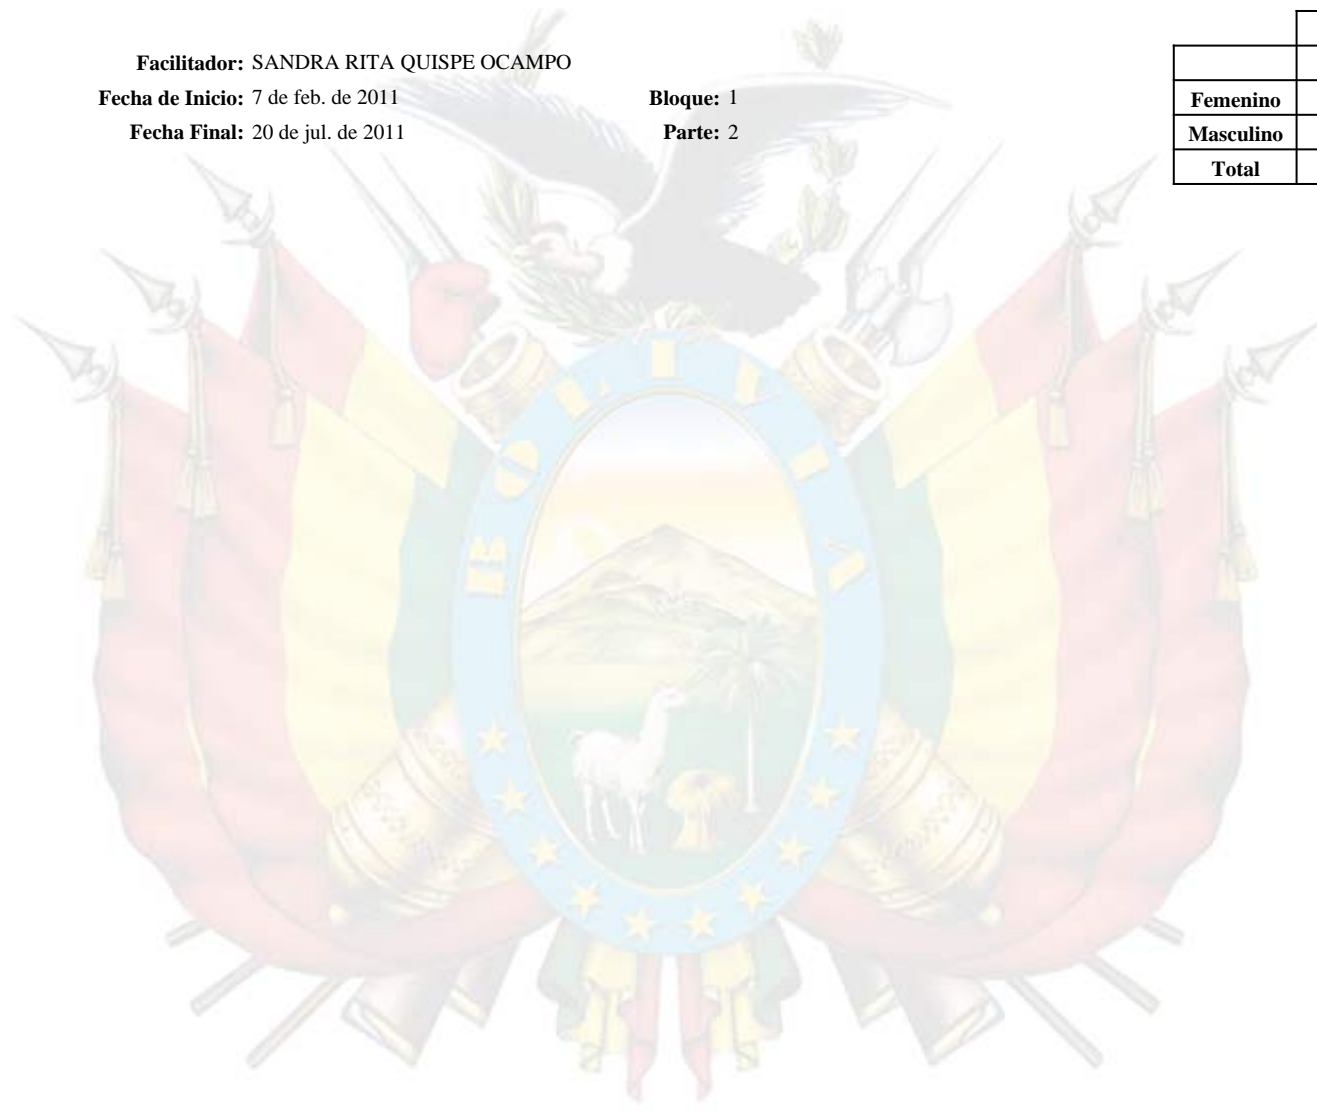 Facilitador: SANDRA RITA QUISPE OCAMPO
Fecha de Inicio: 7 de feb. de 2011 Bloque: 1
Fecha Final: 20 de jul. de 2011 Parte: 2
Femenino
Masculino
Total
BOLIVIA